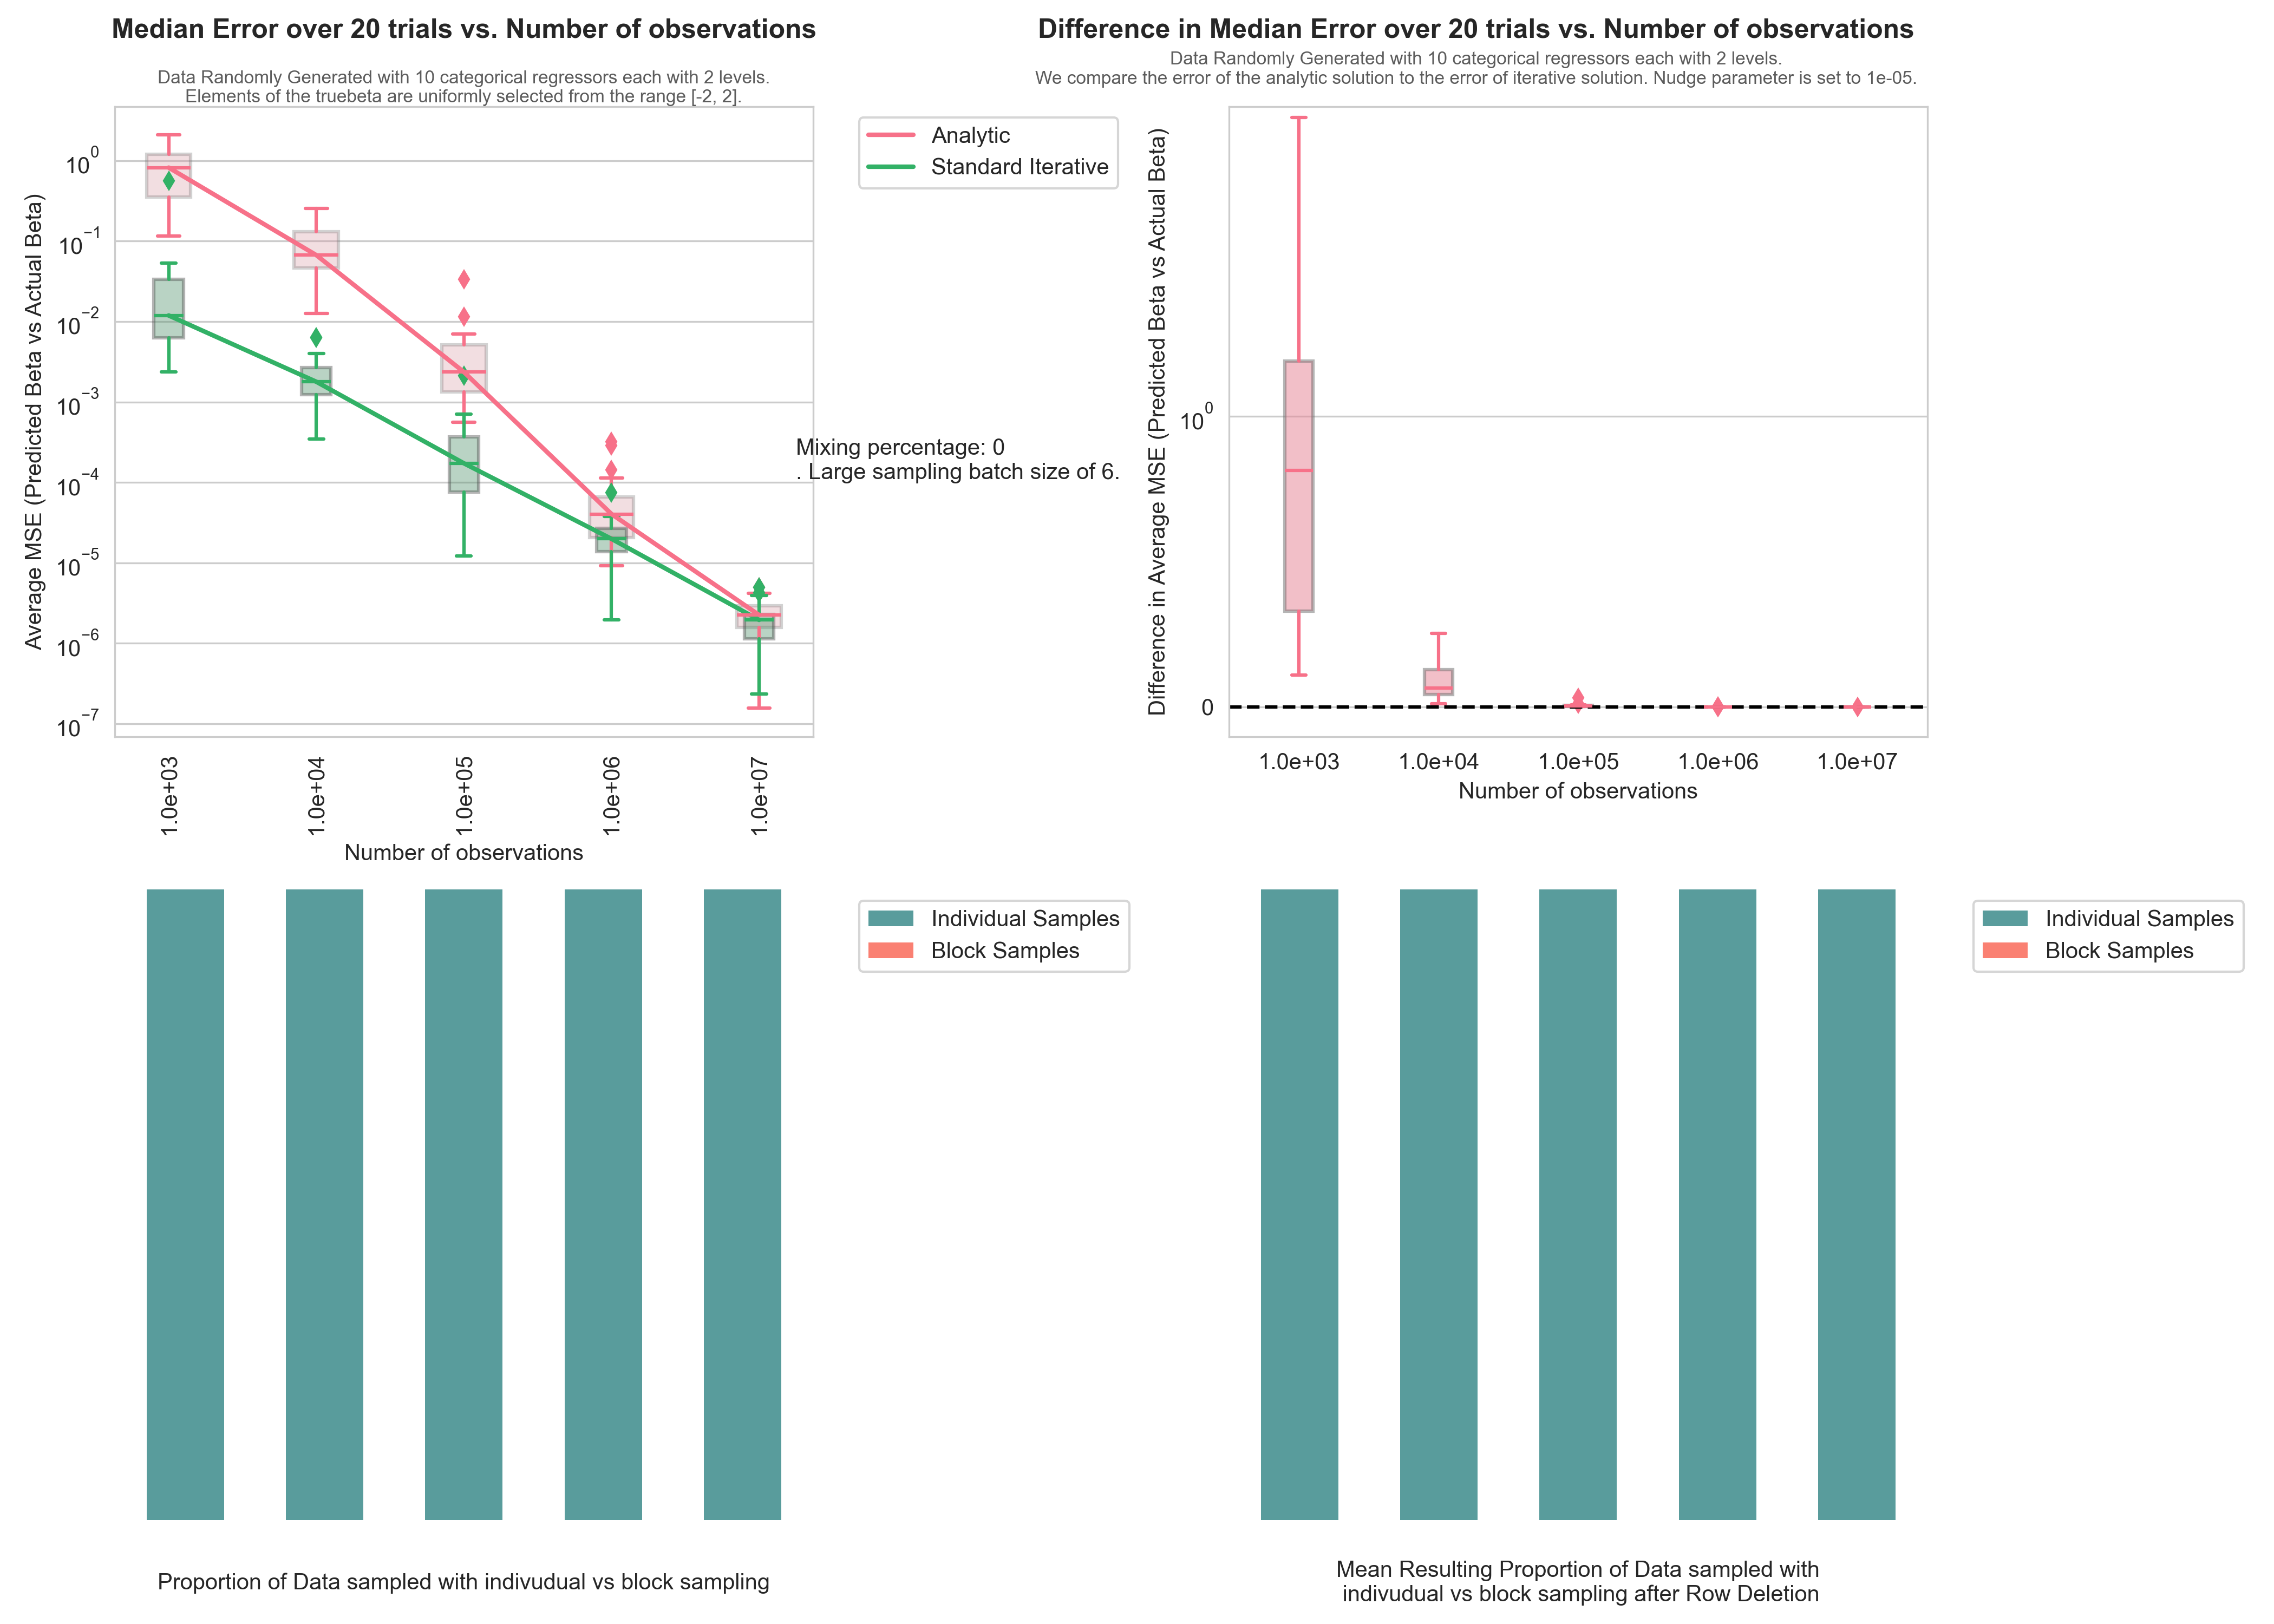 Median Error over 20 trials vs. Number of observations
Data Randomly Generated with 10 categorical regressors each with 2 levels.
Elements of the truebeta are uniformly selected from the range [-2, 2].
Average MSE (Predicted Beta vs Actual Beta)
10^0
10^−1
10^−2
10^−3
10^−4
10^−5
10^−6
10^−7
1.0e+03
1.0e+04
1.0e+05
1.0e+06
1.0e+07
Number of observations
Analytic
Standard Iterative
Mixing percentage: 0
. Large sampling batch size of 6.
Difference in Median Error over 20 trials vs. Number of observations
Data Randomly Generated with 10 categorical regressors each with 2 levels.
We compare the error of the analytic solution to the error of iterative solution. Nudge parameter is set to 1e-05.
Difference in Average MSE (Predicted Beta vs Actual Beta)
10^0
0
1.0e+03
1.0e+04
1.0e+05
1.0e+06
1.0e+07
Number of observations
Individual Samples
Block Samples
Proportion of Data sampled with indivudual vs block sampling
Individual Samples
Block Samples
Mean Resulting Proportion of Data sampled with
indivudual vs block sampling after Row Deletion